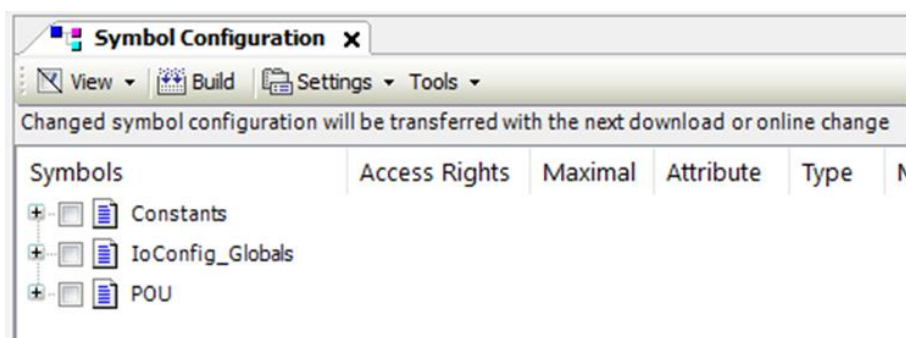 Symbol Configuration
View Build Settings Tools
Changed symbol configuration will be transferred with the next download or online change
Symbols Access Rights Maximal Attribute Type
Constants
IoConfig_Globals
POU